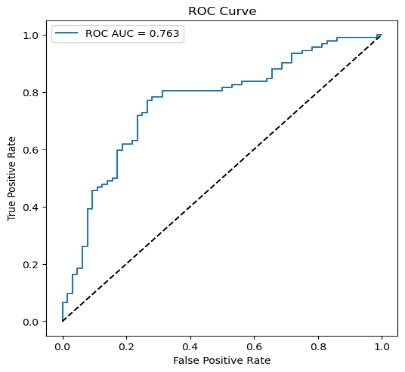 ROC Curve
ROC AUC = 0.763
True Positive Rate
1.0
0.8
0.6
0.4
0.2
0.0
0.0 0.2 0.4 0.6 0.8 1.0
False Positive Rate